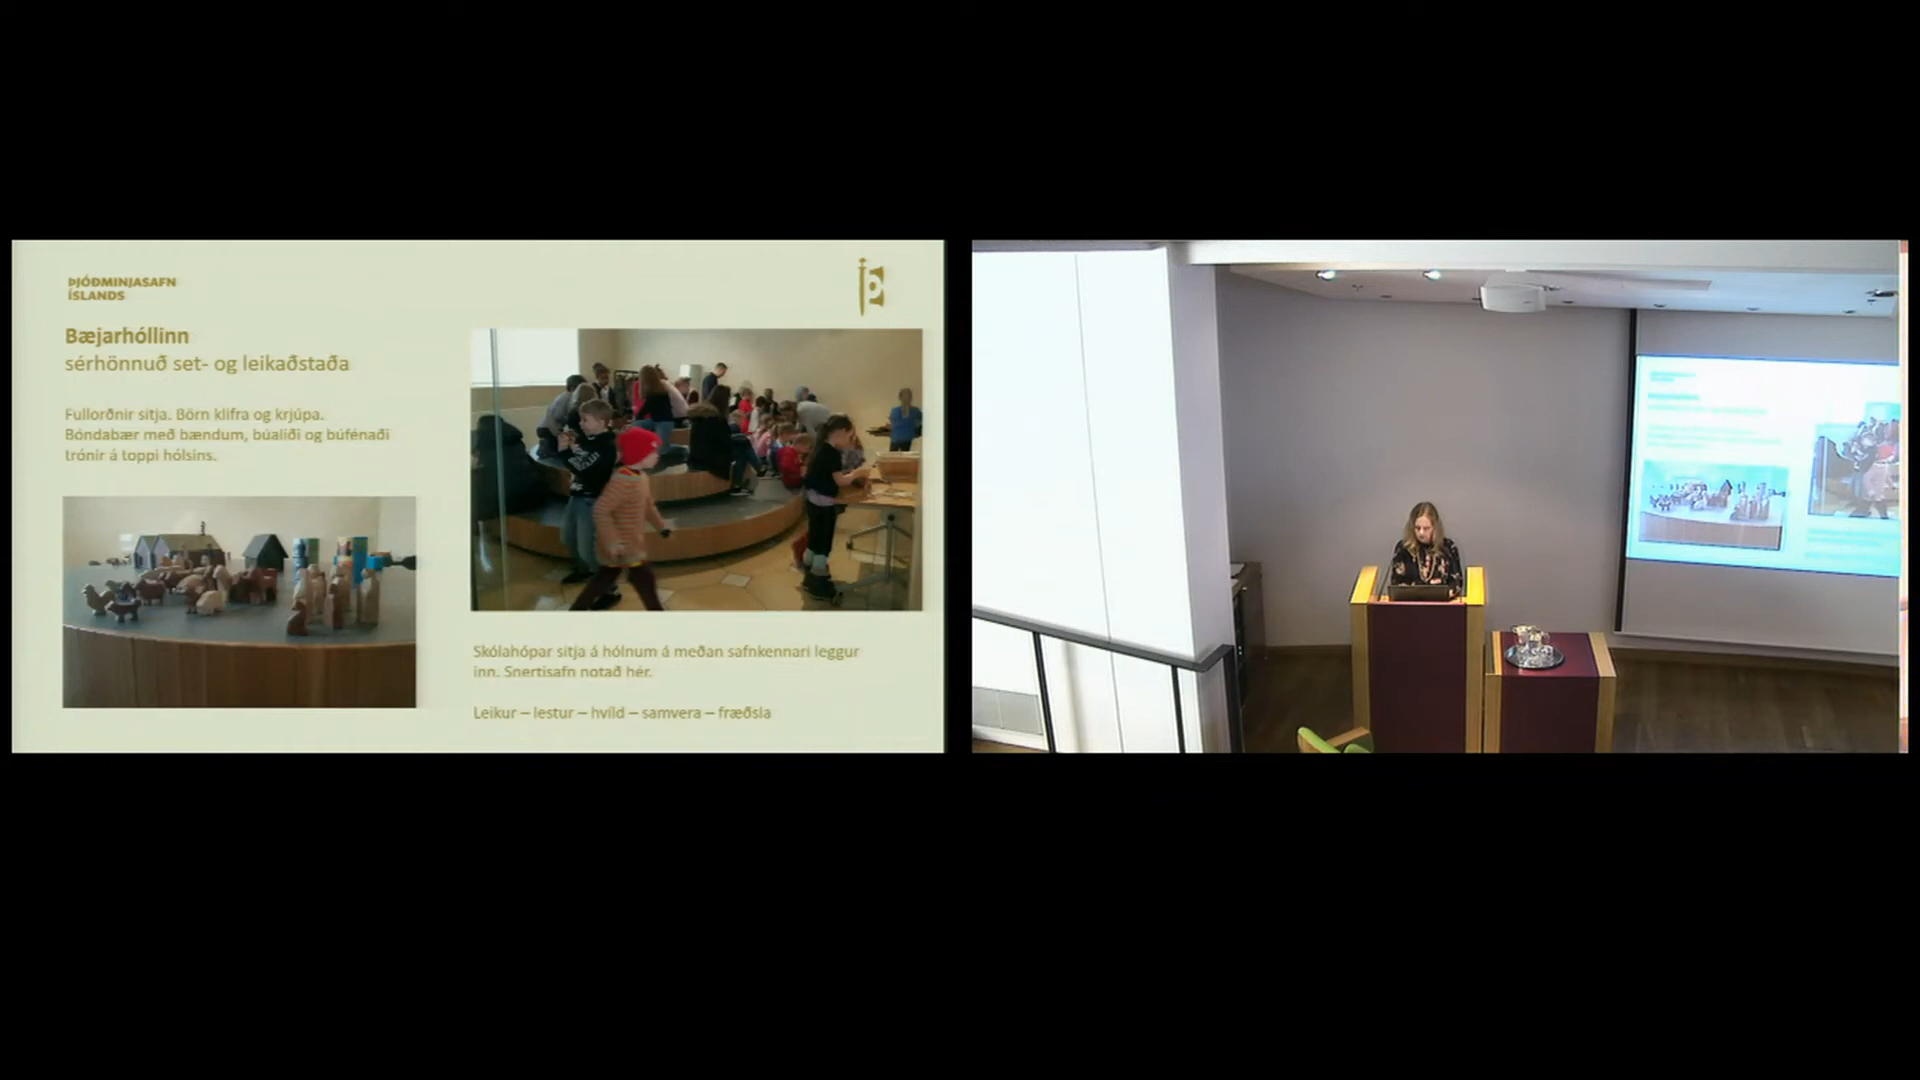 ÞJÓÐMINJASAFN
ÍSLANDS
Bæjarhóllinn
sérhönnuð set- og leikaðstaða
Fullorðnir sitja. Börn klifra og krjúpa.
Bóndabær með bændum, búaliði og búfénaði
trónir á toppi hólsins.
Skólahópar sitja á hólnum á meðan safnkennari leggur
inn. Snertisafn notað hér.
Leikur – lestur – hvíld – samvera – fræðsla